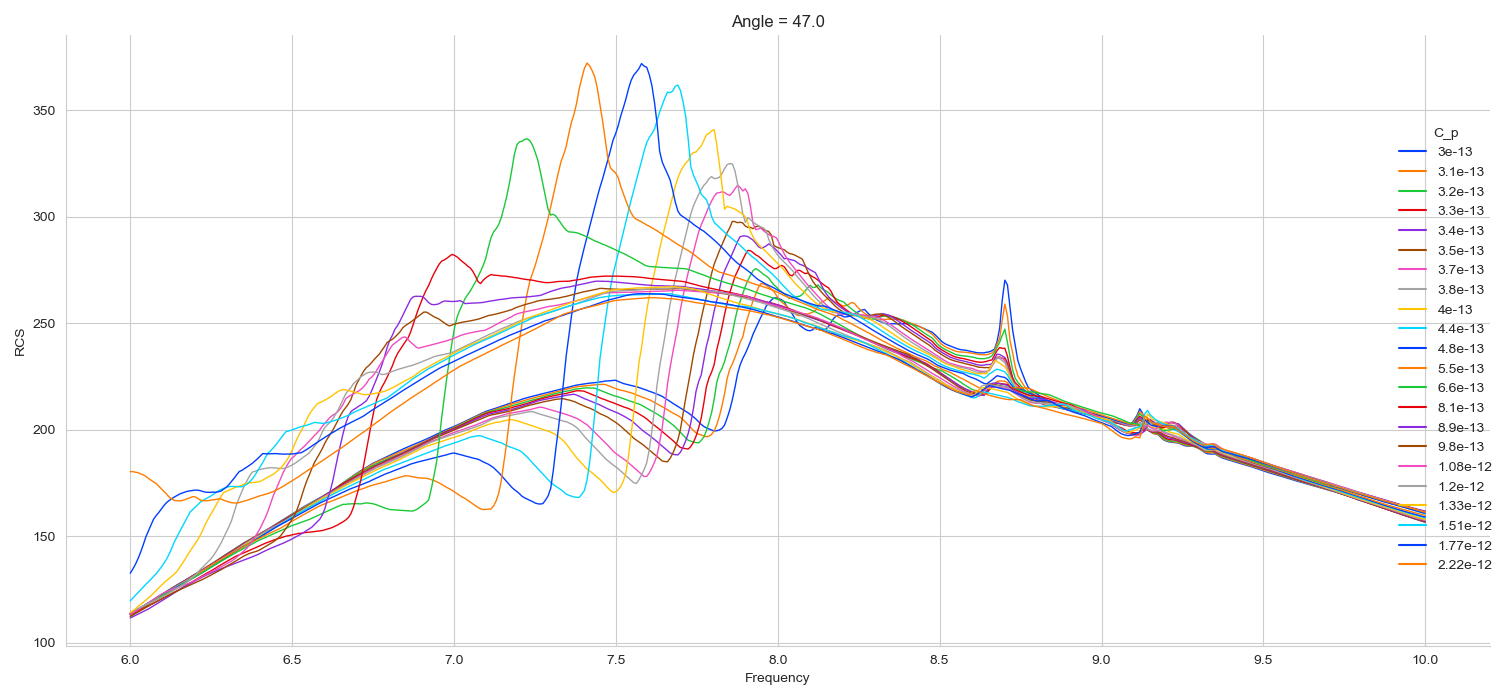 Angle = 47.0
RCS
350
300
250
200
150
100
6.0 6.5 7.0 7.5 8.0 8.5 9.0 9.5 10.0
Frequency
C_p
3e-13
3.1e-13
3.2e-13
3.3e-13
3.4e-13
3.5e-13
3.7e-13
3.8e-13
4e-13
4.4e-13
4.8e-13
5.5e-13
6.6e-13
8.1e-13
8.9e-13
9.8e-13
1.08e-12
1.2e-12
1.33e-12
1.51e-12
1.77e-12
2.22e-12